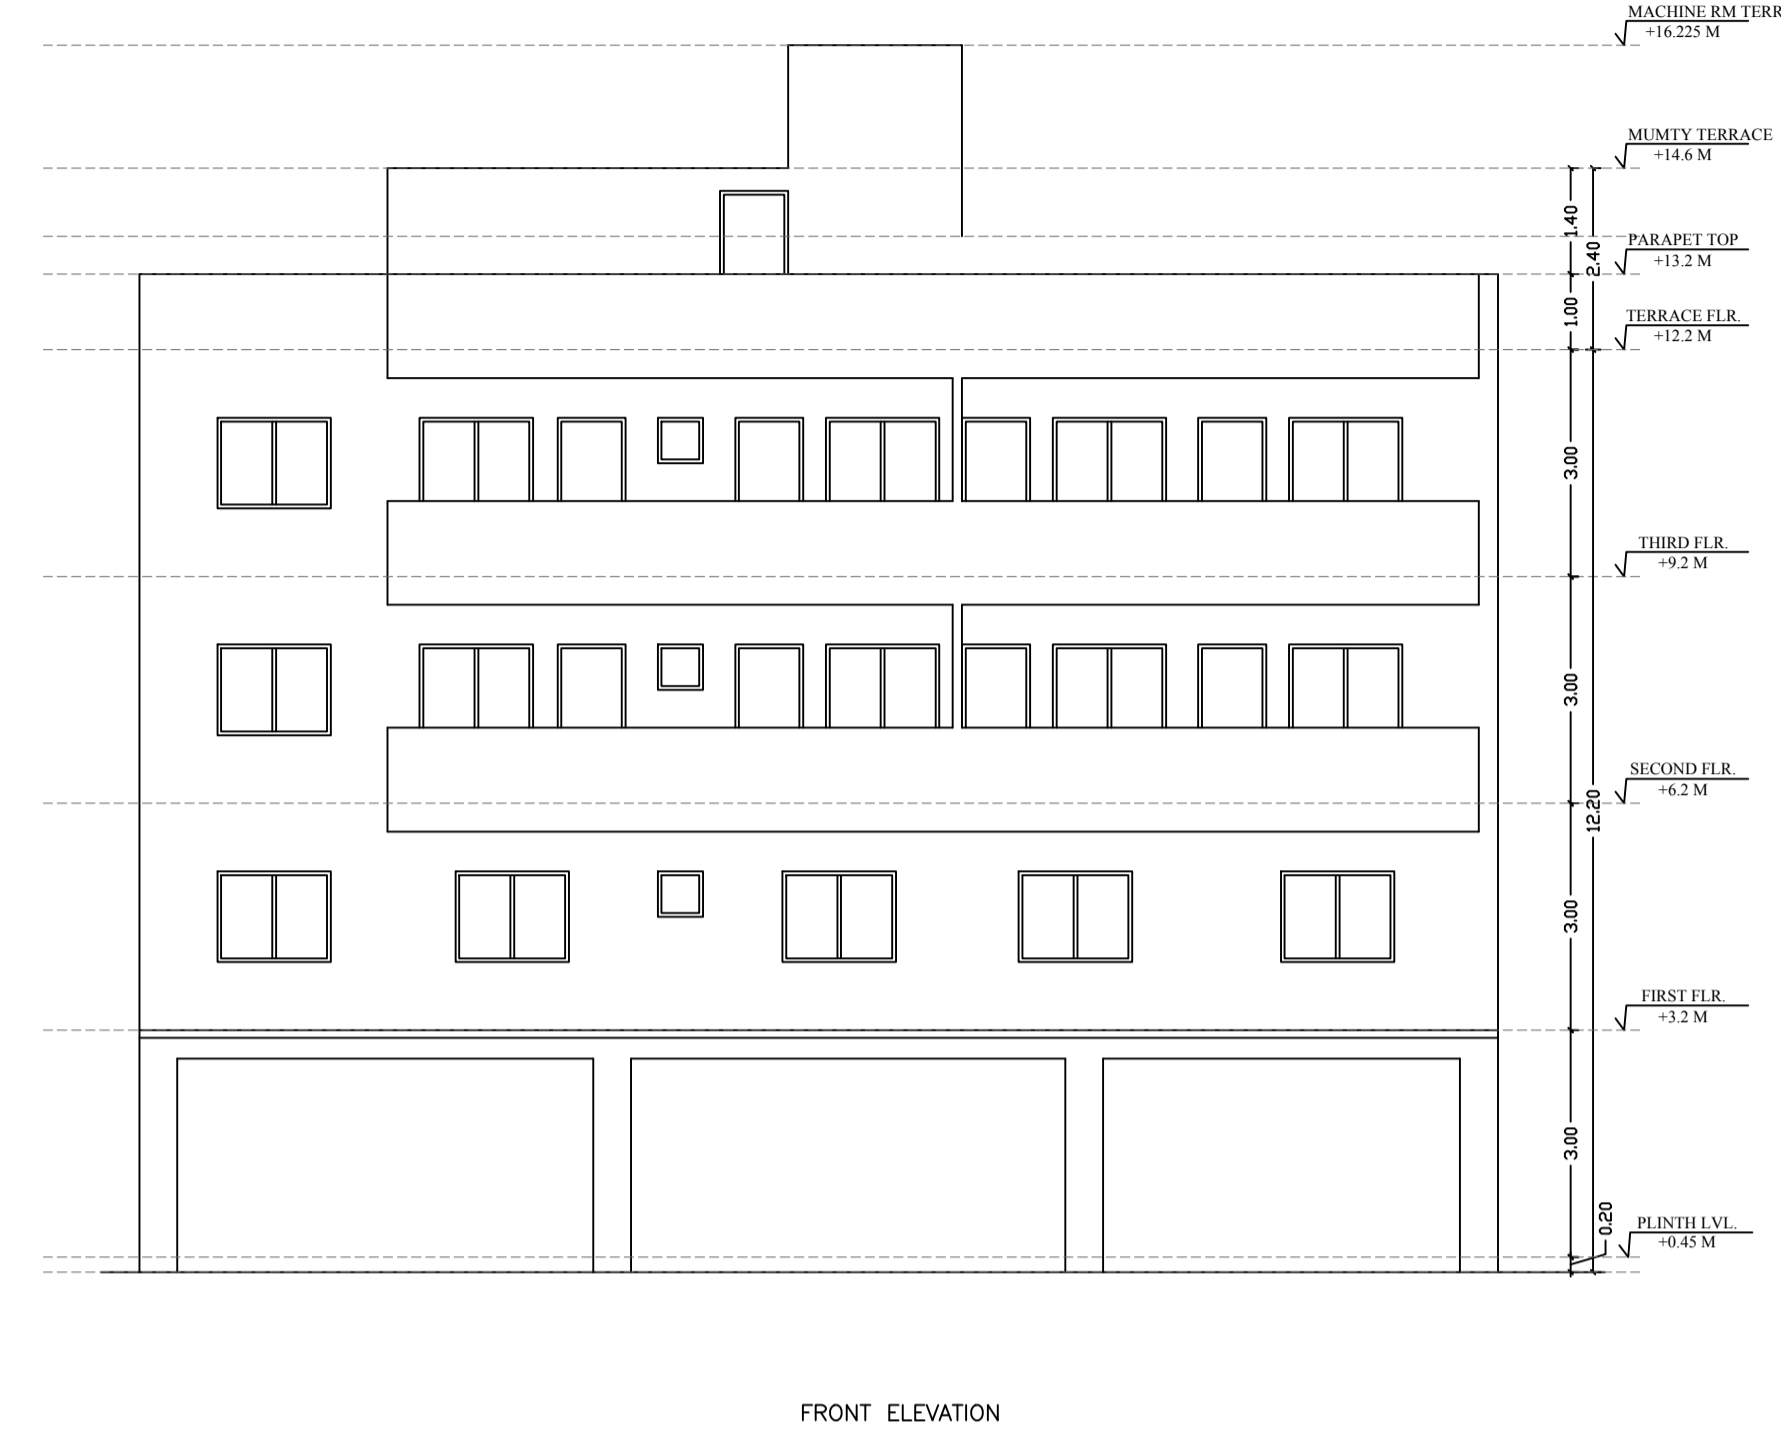 MACHINE RM TERR
+16.225 M
MUMTY TERRACE
+14.6 M
1.40
PARAPET TOP
2.40
+13.2 M
1.00
TERRACE FLR.
+12.2 M
3.00
THIRD FLR.
+9.2 M
3.00
SECOND FLR.
+6.2 M
12.20
3.00
FIRST FLR.
+3.2 M
3.00
0.20
PLINTH LVL.
+0.45 M
FRONT ELEVATION